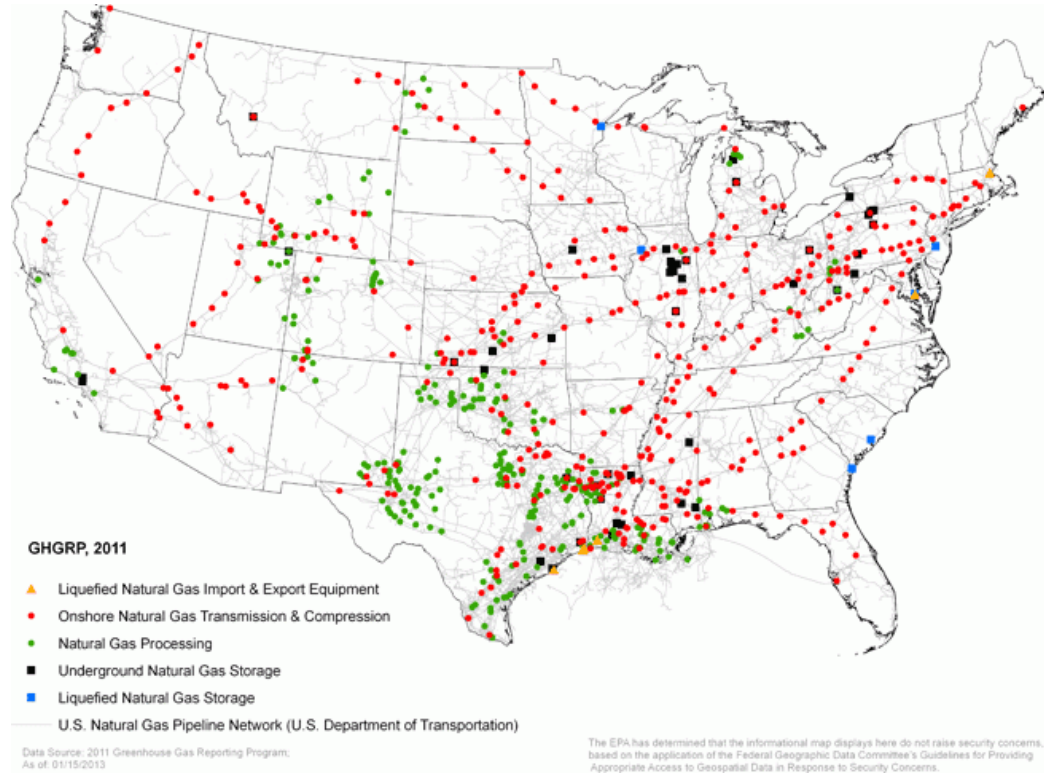 GHGRP, 2011
Liquefied Natural Gas Import & Export Equipment
Onshore Natural Gas Transmission & Compression
Natural Gas Processing
Underground Natural Gas Storage
Liquefied Natural Gas Storage
U.S. Natural Gas Pipeline Network (U.S. Department of Transportation)
Data Source: 2011 Greenhouse Gas Reporting Program;
As of: 01/15/2013
The EPA has determined that the informational map displays here do not raise security concerns,
based on the application of the Federal Geographic Data Committee's Guidelines for Providing
Appropriate Access to Geospatial Data in Response to Security Concerns.